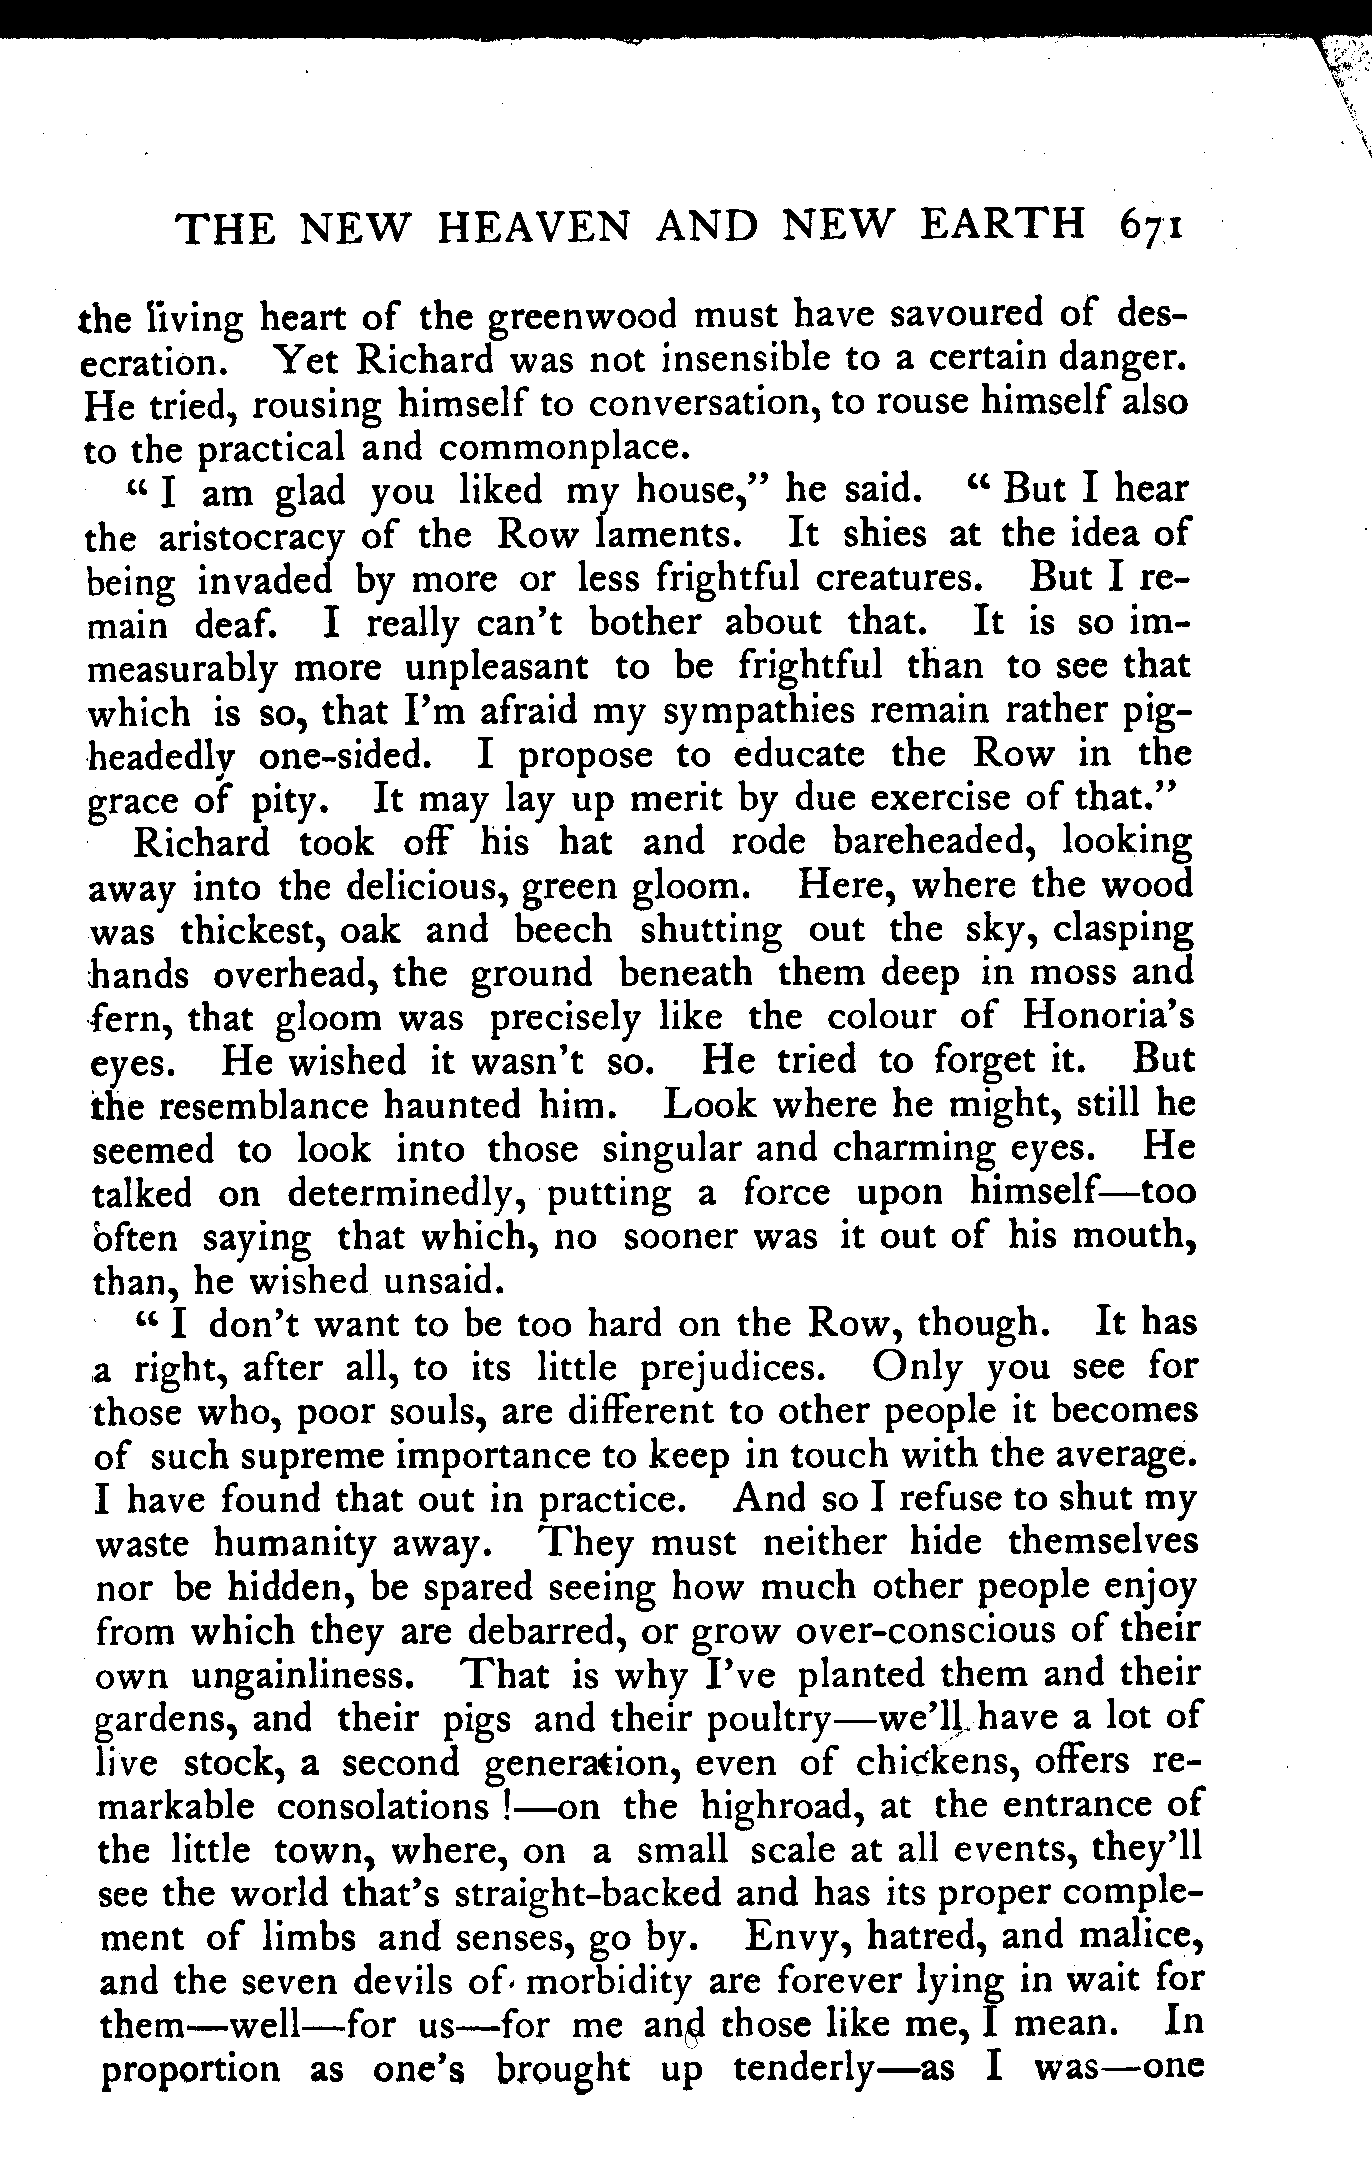 THE NEW HEAVEN AND NEW EARTH 671
the living heart of the greenwood must have savoured of des-
ecration. Yet Richard was not insensible to a certain danger.
He tried, rousing himself to conversation, to rouse himself also
to the practical and commonplace.
“ I am glad you liked my house,” he said. “ But I hear
the aristocracy of the Row laments. It shies at the idea of
being invaded by more or less frightful creatures. But I re-
main deaf. I really can’t bother about that. It is so im-
measurably more unpleasant to be frightful than to see that
which is so, that I’m afraid my sympathies remain rather pig-
headedly one-sided. I propose to educate the Row in the
grace of pity. It may lay up merit by due exercise of that.”
Richard took off his hat and rode bareheaded, looking
away into the delicious, green gloom. Here, where the wood
was thickest, oak and beech shutting out the sky, clasping
hands overhead, the ground beneath them deep in moss and
fern, that gloom was precisely like the colour of Honoria’s
eyes. He wished it wasn’t so. He tried to forget it. But
the resemblance haunted him. Look where he might, still he
seemed to look into those singular and charming eyes. He
talked on determinedly, putting a force upon himself—too
often saying that which, no sooner was it out of his mouth,
than, he wished unsaid.
“ I don’t want to be too hard on the Row, though. It has
a right, after all, to its little prejudices. Only you see for
those who, poor souls, are different to other people it becomes
of such supreme importance to keep in touch with the average.
I have found that out in practice. And so I refuse to shut my
waste humanity away. They must neither hide themselves
nor be hidden, be spared seeing how much other people enjoy
from which they are debarred, or grow over-conscious of their
own ungainliness. That is why I’ve planted them and their
gardens, and their pigs and their poultry—we’ll have a lot of
live stock, a second generation, even of chickens, offers re-
markable consolations !—on the highroad, at the entrance of
the little town, where, on a small scale at all events, they’ll
see the world that’s straight-backed and has its proper comple-
ment of limbs and senses, go by. Envy, hatred, and malice,
and the seven devils of morbidity are forever lying in wait for
them—well—for us—for me and those like me, I mean. In
proportion as one’s brought up tenderly—as I was—one